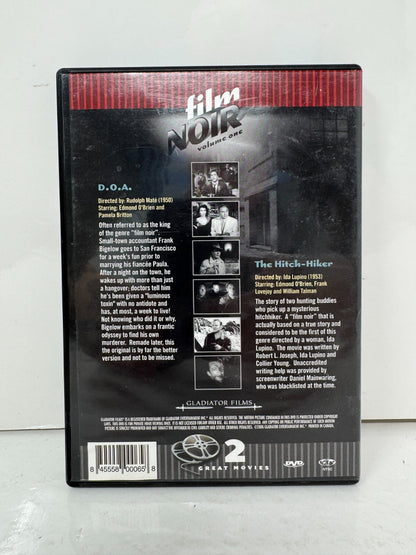 film
NOIR
volume one
D.O.A.
Directed by: Rudolph Maté (1950)
Starring: Edmond O'Brien and
Pamela Britton
Often referred to as the king
of the genre "film noir".
Small-town accountant Frank
Bigelow goes to San Francisco
for a week's fun prior to
marrying his fiancée Paula.
After a night on the town, he
wakes up with more than just
a hangover; doctors tell him
he's been given a "luminous
toxin" with no antidote and
has, at most, a week to live!
Not knowing who did it or why,
Bigelow embarks on a frantic
odyssey to find his own
murderer. Remade later, this
the original is by far the better
version and not to be missed.
The Hitch-Hiker
Directed by: Ida Lupino (1953)
Starring: Edmund O'Brien, Frank
Lovejoy and William Talman
The story of two hunting buddies
who pick up a mysterious
hitchhiker. A "film noir" that is
actually based on a true story and
considered to be the first of this
genre directed by a woman, Ida
Lupino. The movie was written by
Robert L. Joseph, Ida Lupino and
Collier Young. Unaccredited
writing help was provided by
screenwriter Daniel Mainwaring,
who was blacklisted at the time.
GLADIATOR FILMS
8 45558 00065 8
2
GREAT MOVIES
DVD
NTSC